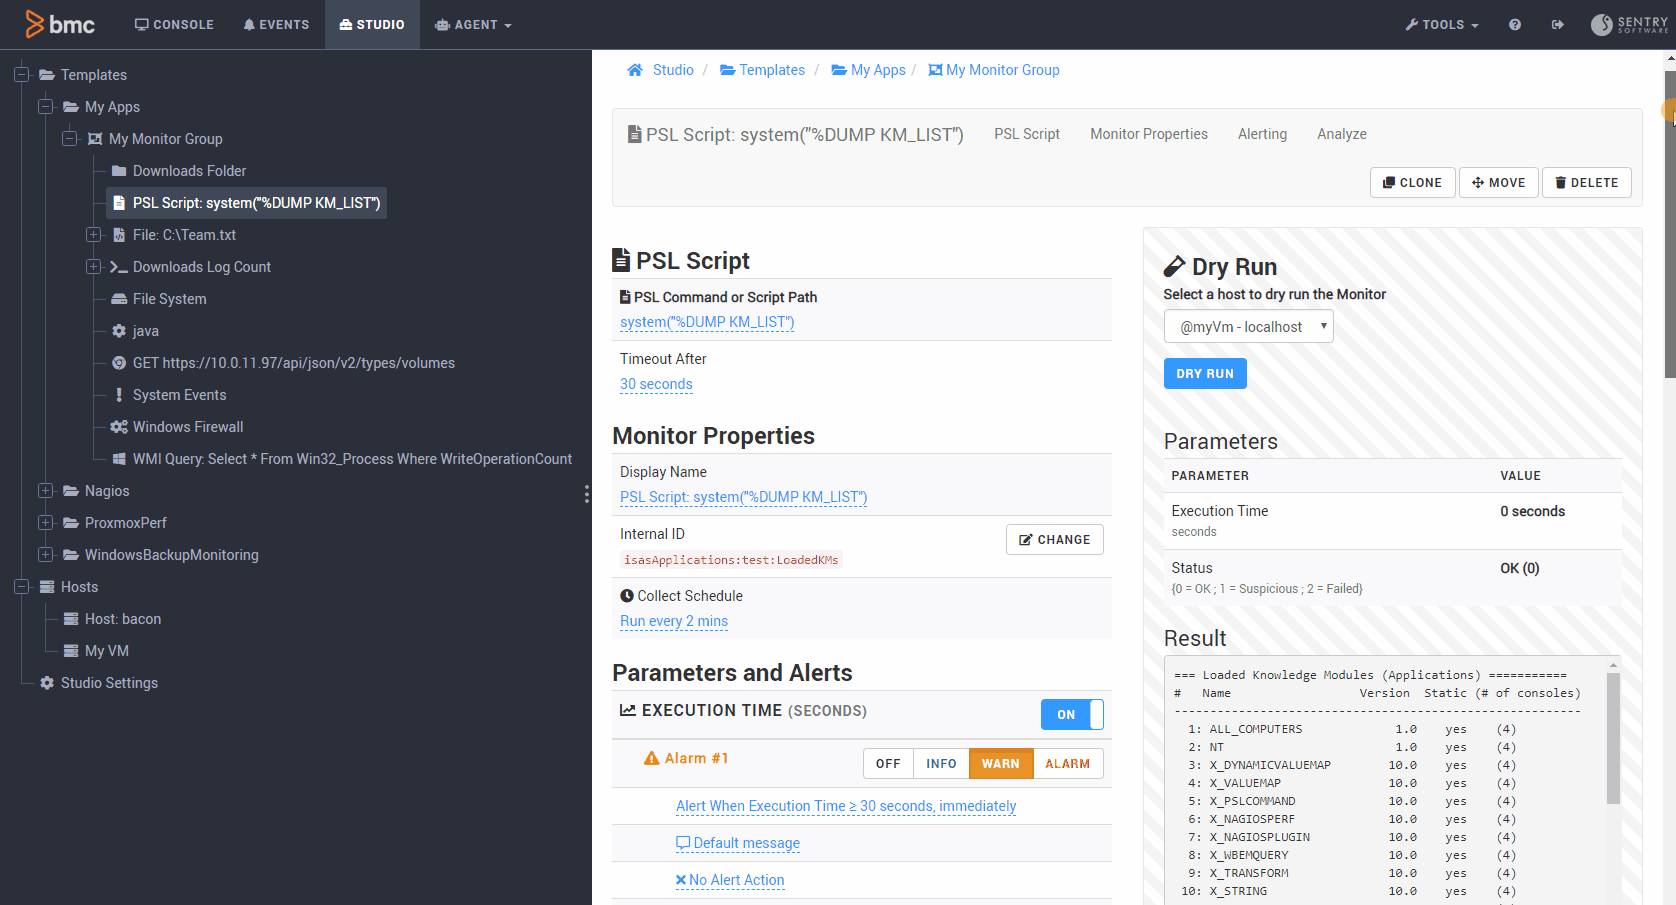 bmc
CONSOLE
EVENTS
STUDIO
AGENT
TOOLS
SENTRY
SOFTWARE
Templates
My Apps
My Monitor Group
Downloads Folder
PSL Script: system("%DUMP KM_LIST")
File: C:\Team.txt
Downloads Log Count
File System
java
GET https://10.0.11.97/api/json/v2/types/volumes
System Events
Windows Firewall
WMI Query: Select * From Win32_Process Where WriteOperationCount
Nagios
ProxmoxPerf
WindowsBackupMonitoring
Hosts
Host: bacon
My VM
Studio Settings
Studio / Templates / My Apps / My Monitor Group
PSL Script: system("%DUMP KM_LIST")
PSL Script
Monitor Properties
Alerting
Analyze
CLONE
MOVE
DELETE
PSL Script
PSL Command or Script Path
system("%DUMP KM_LIST")
Timeout After
30 seconds
Monitor Properties
Display Name
PSL Script: system("%DUMP KM_LIST")
Internal ID
isasApplications:test:LoadedKMs
CHANGE
Collect Schedule
Run every 2 mins
Parameters and Alerts
EXECUTION TIME (SECONDS)
ON
Alarm #1
OFF INFO WARN ALARM
Alert When Execution Time ≥ 30 seconds, immediately
Default message
No Alert Action
Dry Run
Select a host to dry run the Monitor
@myVm - localhost
DRY RUN
Parameters
PARAMETER VALUE
Execution Time 0 seconds
seconds
Status OK (0)
{0 = OK ; 1 = Suspicious ; 2 = Failed}
Result
=== Loaded Knowledge Modules (Applications) ===========
# Name Version Static (# of consoles)
---------------------------------------------------------
1: ALL_COMPUTERS 1.0 yes (4)
2: NT 1.0 yes (4)
3: X_DYNAMICVALUEMAP 10.0 yes (4)
4: X_VALUEMAP 10.0 yes (4)
5: X_PSLCOMMAND 10.0 yes (4)
6: X_NAGIOSPERF 10.0 yes (4)
7: X_NAGIOSPLUGIN 10.0 yes (4)
8: X_WBEMQUERY 10.0 yes (4)
9: X_TRANSFORM 10.0 yes (4)
10: X_STRING 10.0 yes (4)